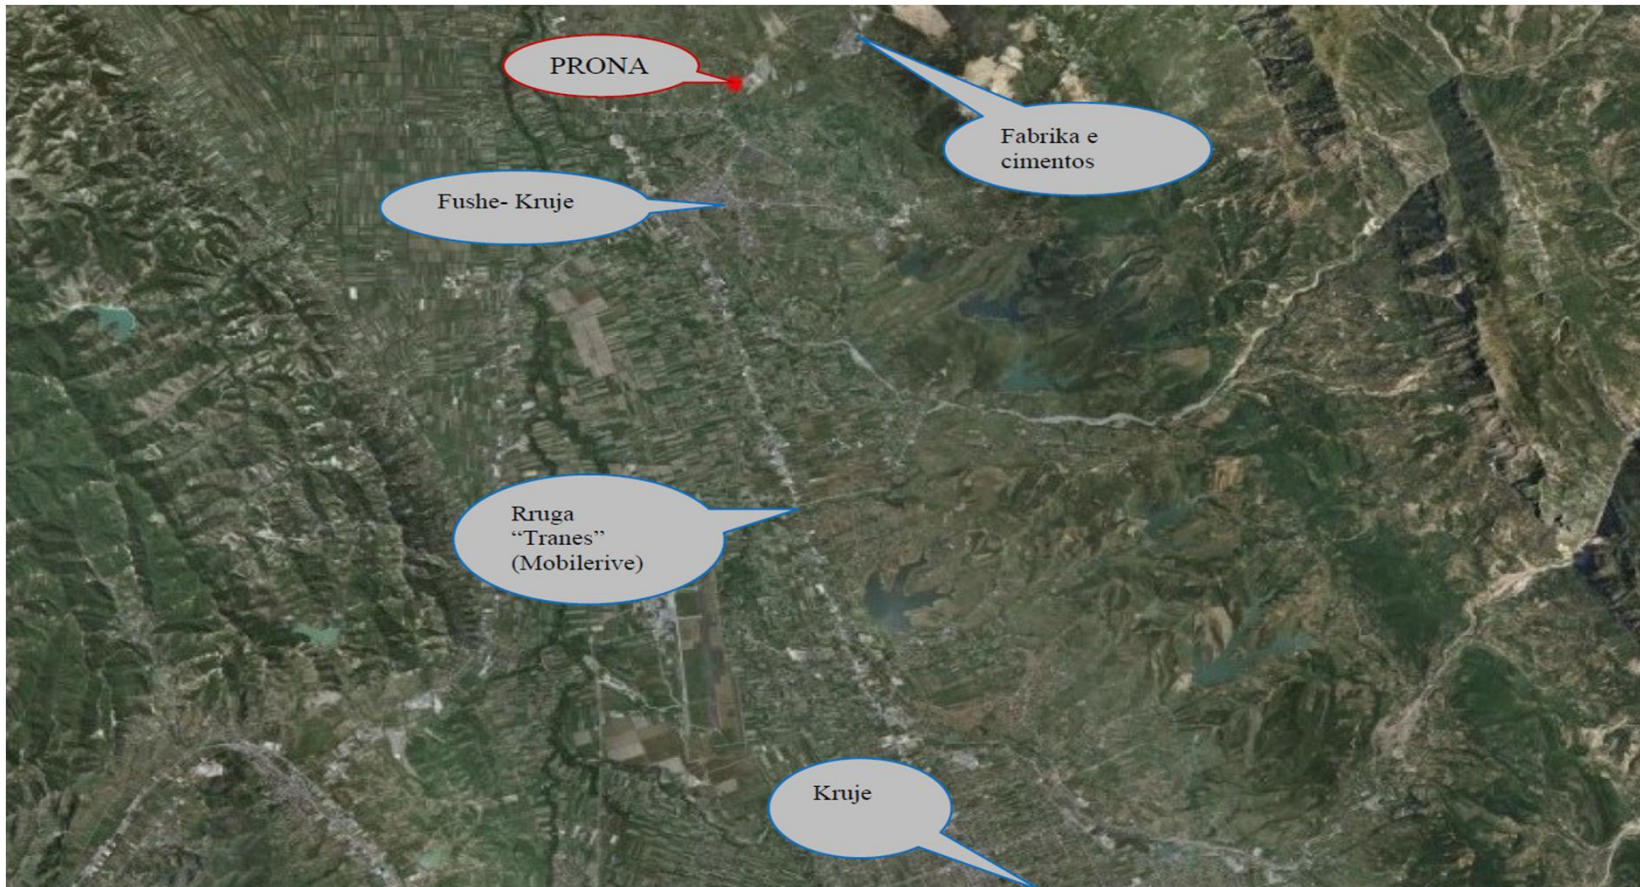 PRONA
Fabrika e
cimentos
Fushe- Kruje
Rruga
“Tranes”
(Mobilerive)
Kruje